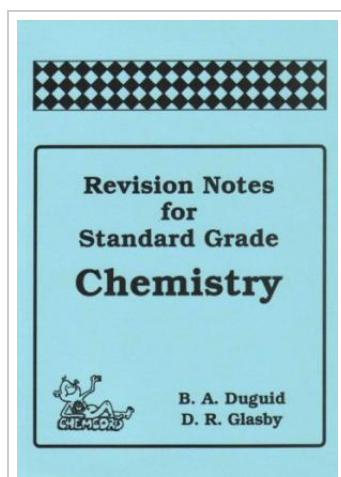 Revision Notes
for
Standard Grade
Chemistry
CHEMCORD
B. A. Duguid
D. R. Glasby